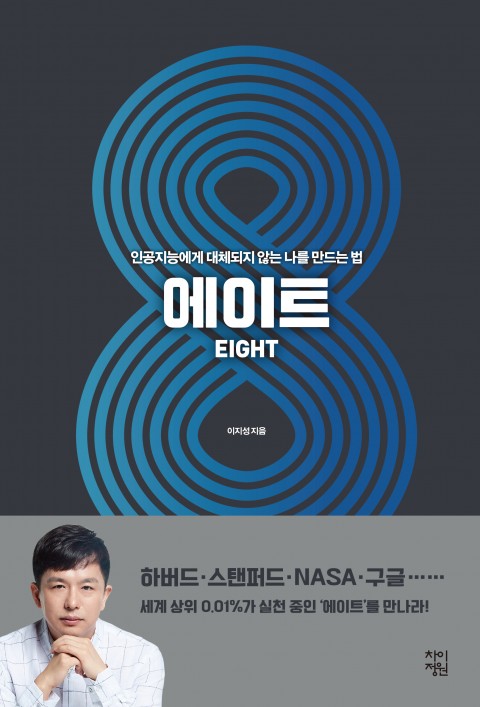 인공지능에게 대체되지 않는 나를 만드는 법
에이트
EIGHT
이지성 지음
하버드·스탠퍼드·NASA·구글……
세계 상위 0.01%가 실천 중인 '에이트'를 만나라!
차이
정원